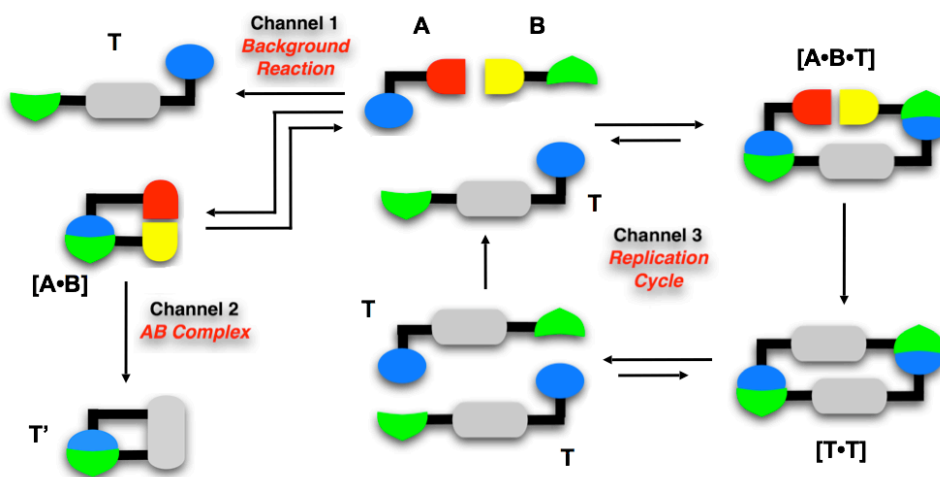 T
Channel 1
Background
Reaction
A
B
[A•B•T]
T
[A•B]
Channel 2
AB Complex
Channel 3
Replication
Cycle
T
T'
T
[T•T]